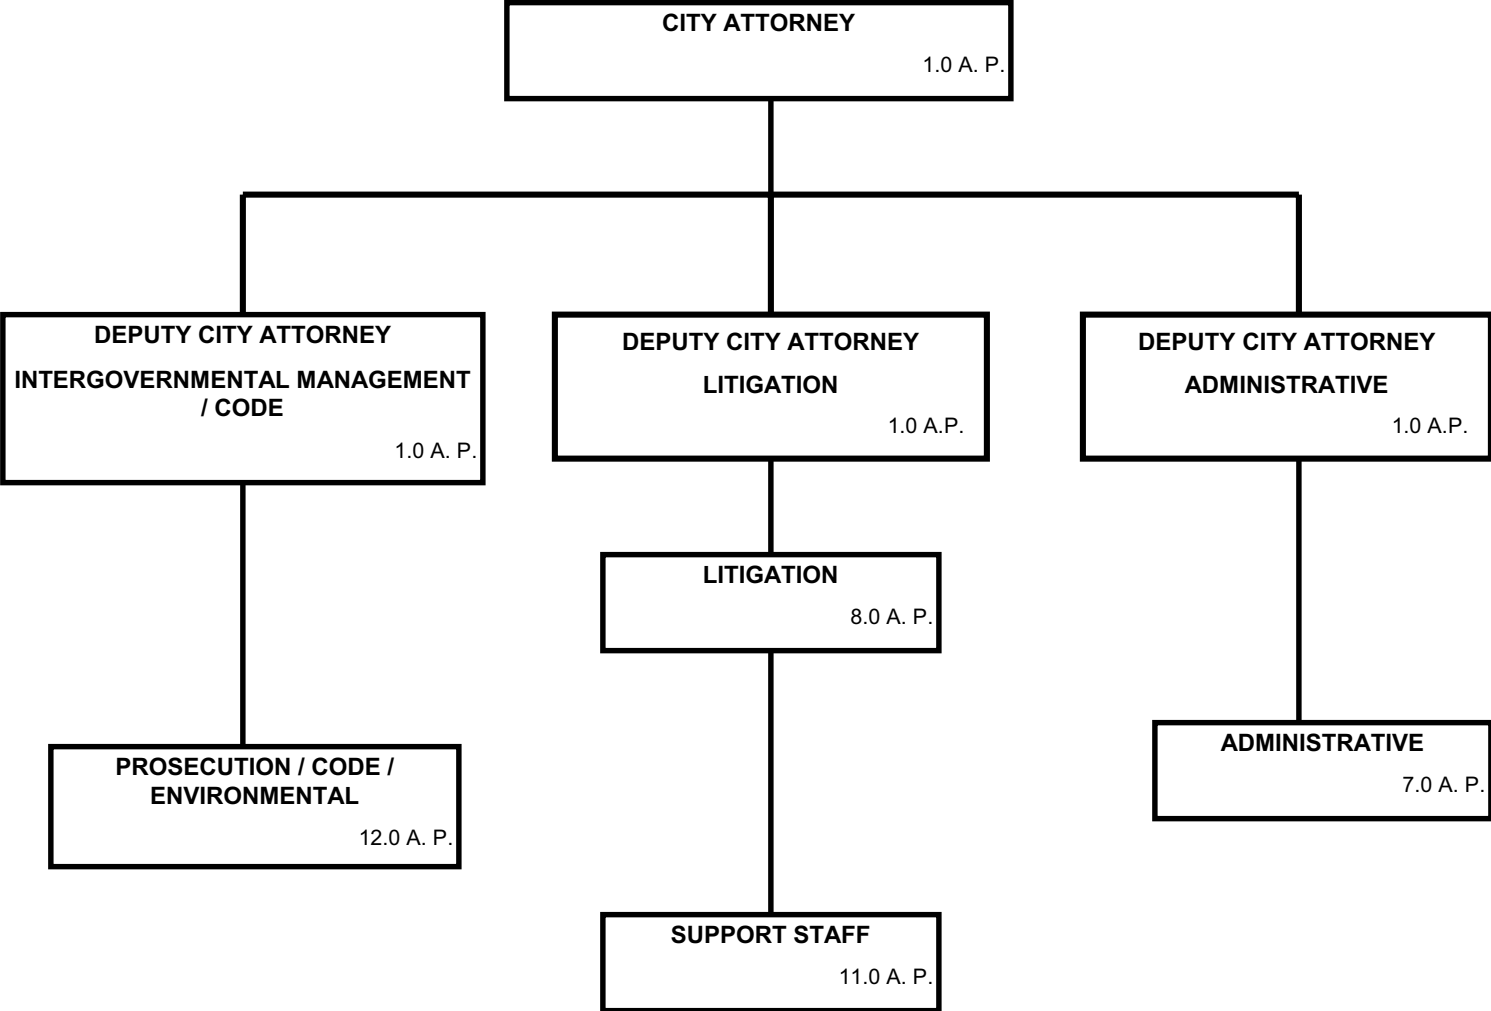 CITY ATTORNEY
1.0 A. P.
DEPUTY CITY ATTORNEY
INTERGOVERNMENTAL MANAGEMENT
/ CODE
1.0 A. P.
DEPUTY CITY ATTORNEY
LITIGATION
1.0 A.P.
DEPUTY CITY ATTORNEY
ADMINISTRATIVE
1.0 A.P.
LITIGATION
8.0 A. P.
PROSECUTION / CODE /
ENVIRONMENTAL
12.0 A. P.
ADMINISTRATIVE
7.0 A. P.
SUPPORT STAFF
11.0 A. P.